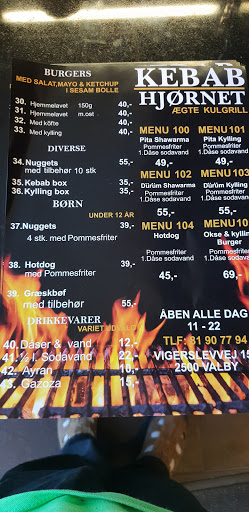 BURGERS
MED SALAT,MAYO & KETCHUP
I SESAM BOLLE
30. Hjemmelavet 150g 40,-
31. Hjemmelavet m.ost 40,-
32. Med köfte 40,-
33. Med kylling 40,-
DIVERSE
34.Nuggets 55,-
med tilbehør 10 stk
35.Kebab box 35,-
36.Kylling box 35,-
BØRN
UNDER 12 ÅR
37.Nuggets 39,-
4 stk. med Pommesfriter
38. Hotdog 39,-
med Pommesfriter
39. Græskbøf
med tilbehør 55,-
DRIKKEVARER
VARIET UDVALG
40. Dåser & vand 12,-
41. ½ l. Sodavand 22,-
42. Ayran 10,-
43. Gazoza 15,-
KEBAB
HJØRNET
ÆGTE KULGRILL
MENU 100
Pita Shawarma
Pommesfriter
1.Dåse sodavand
49,-
MENU 101
Pita Kylling
Pommesfriter
1.Dåse sodavand
49,-
MENU 102
Dürüm Shawarma
Pommesfriter
1.Dåse sodavand
55,-
MENU 103
Dürüm Kylling
Pommesfriter
1.Dåse sodavand
55,-
MENU 104
Hotdog
Pommesfriter
1.Dåse sodavand
45,-
MENU
Okse & kylling
Burger
Pommesfriter
1.Dåse sodavand
69,-
ÅBEN ALLE DAG
11 - 22
TLF: 31 90 77 94
VIGERSLEVVEJ 15
2500 VALBY